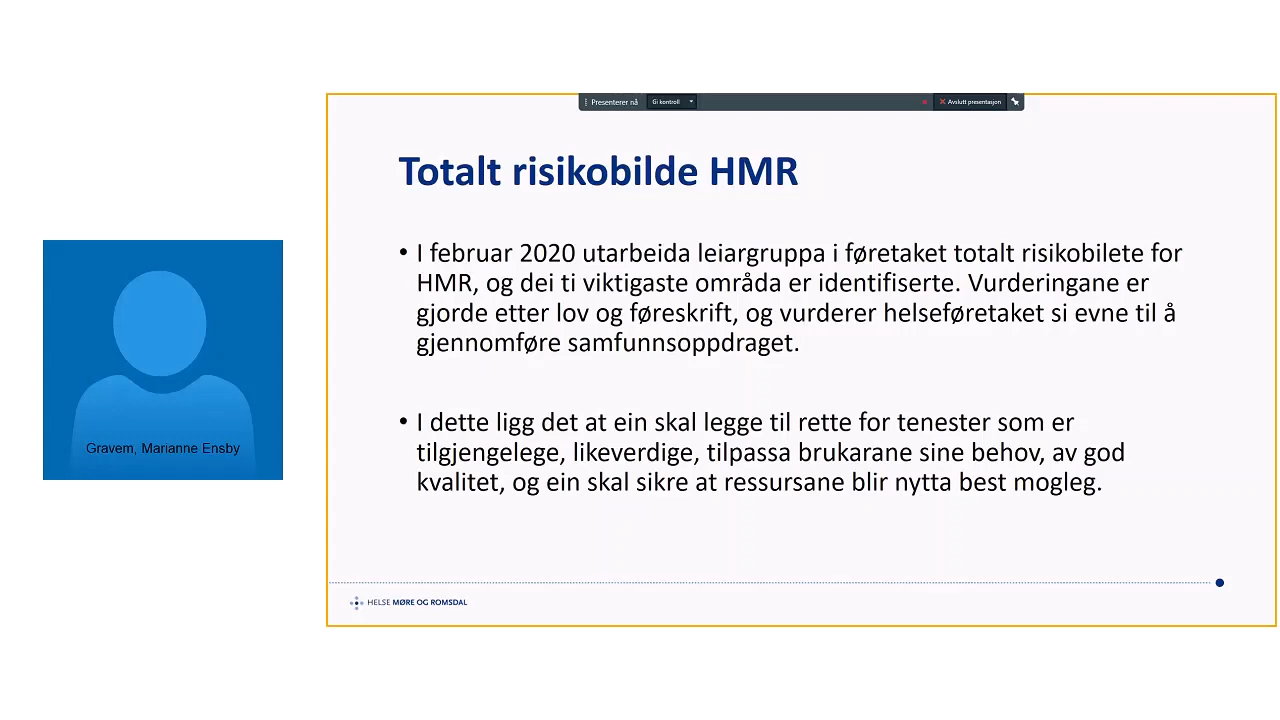 Presenterer nå
Gi kontroll
Avslutt presentasjon
Totalt risikobilde HMR
• I februar 2020 utarbeida leiargruppa i føretaket totalt risikobilete for
HMR, og dei ti viktigaste områda er identifiserte. Vurderingane er
gjorde etter lov og føreskrift, og vurderer helseføretaket si evne til å
gjennomføre samfunnsoppdraget.
• I dette ligg det at ein skal legge til rette for tenester som er
tilgjengelege, likeverdige, tilpassa brukarane sine behov, av god
kvalitet, og ein skal sikre at ressursane blir nytta best mogleg.
Gravem, Marianne Ensby
HELSE MØRE OG ROMSDAL